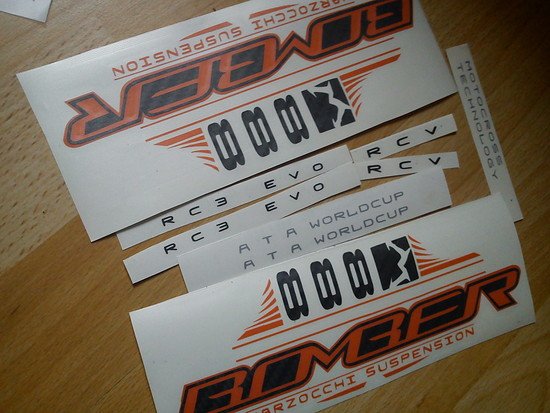 BOMBER
MARZOCCHI SUSPENSION
888
RC3 EVO
RCV
RC3 EVO
RCV
MOTOCROSS
TECHNOLOGY
ATA WORLDCUP
ATA WORLDCUP
888
BOMBER
MARZOCCHI SUSPENSION